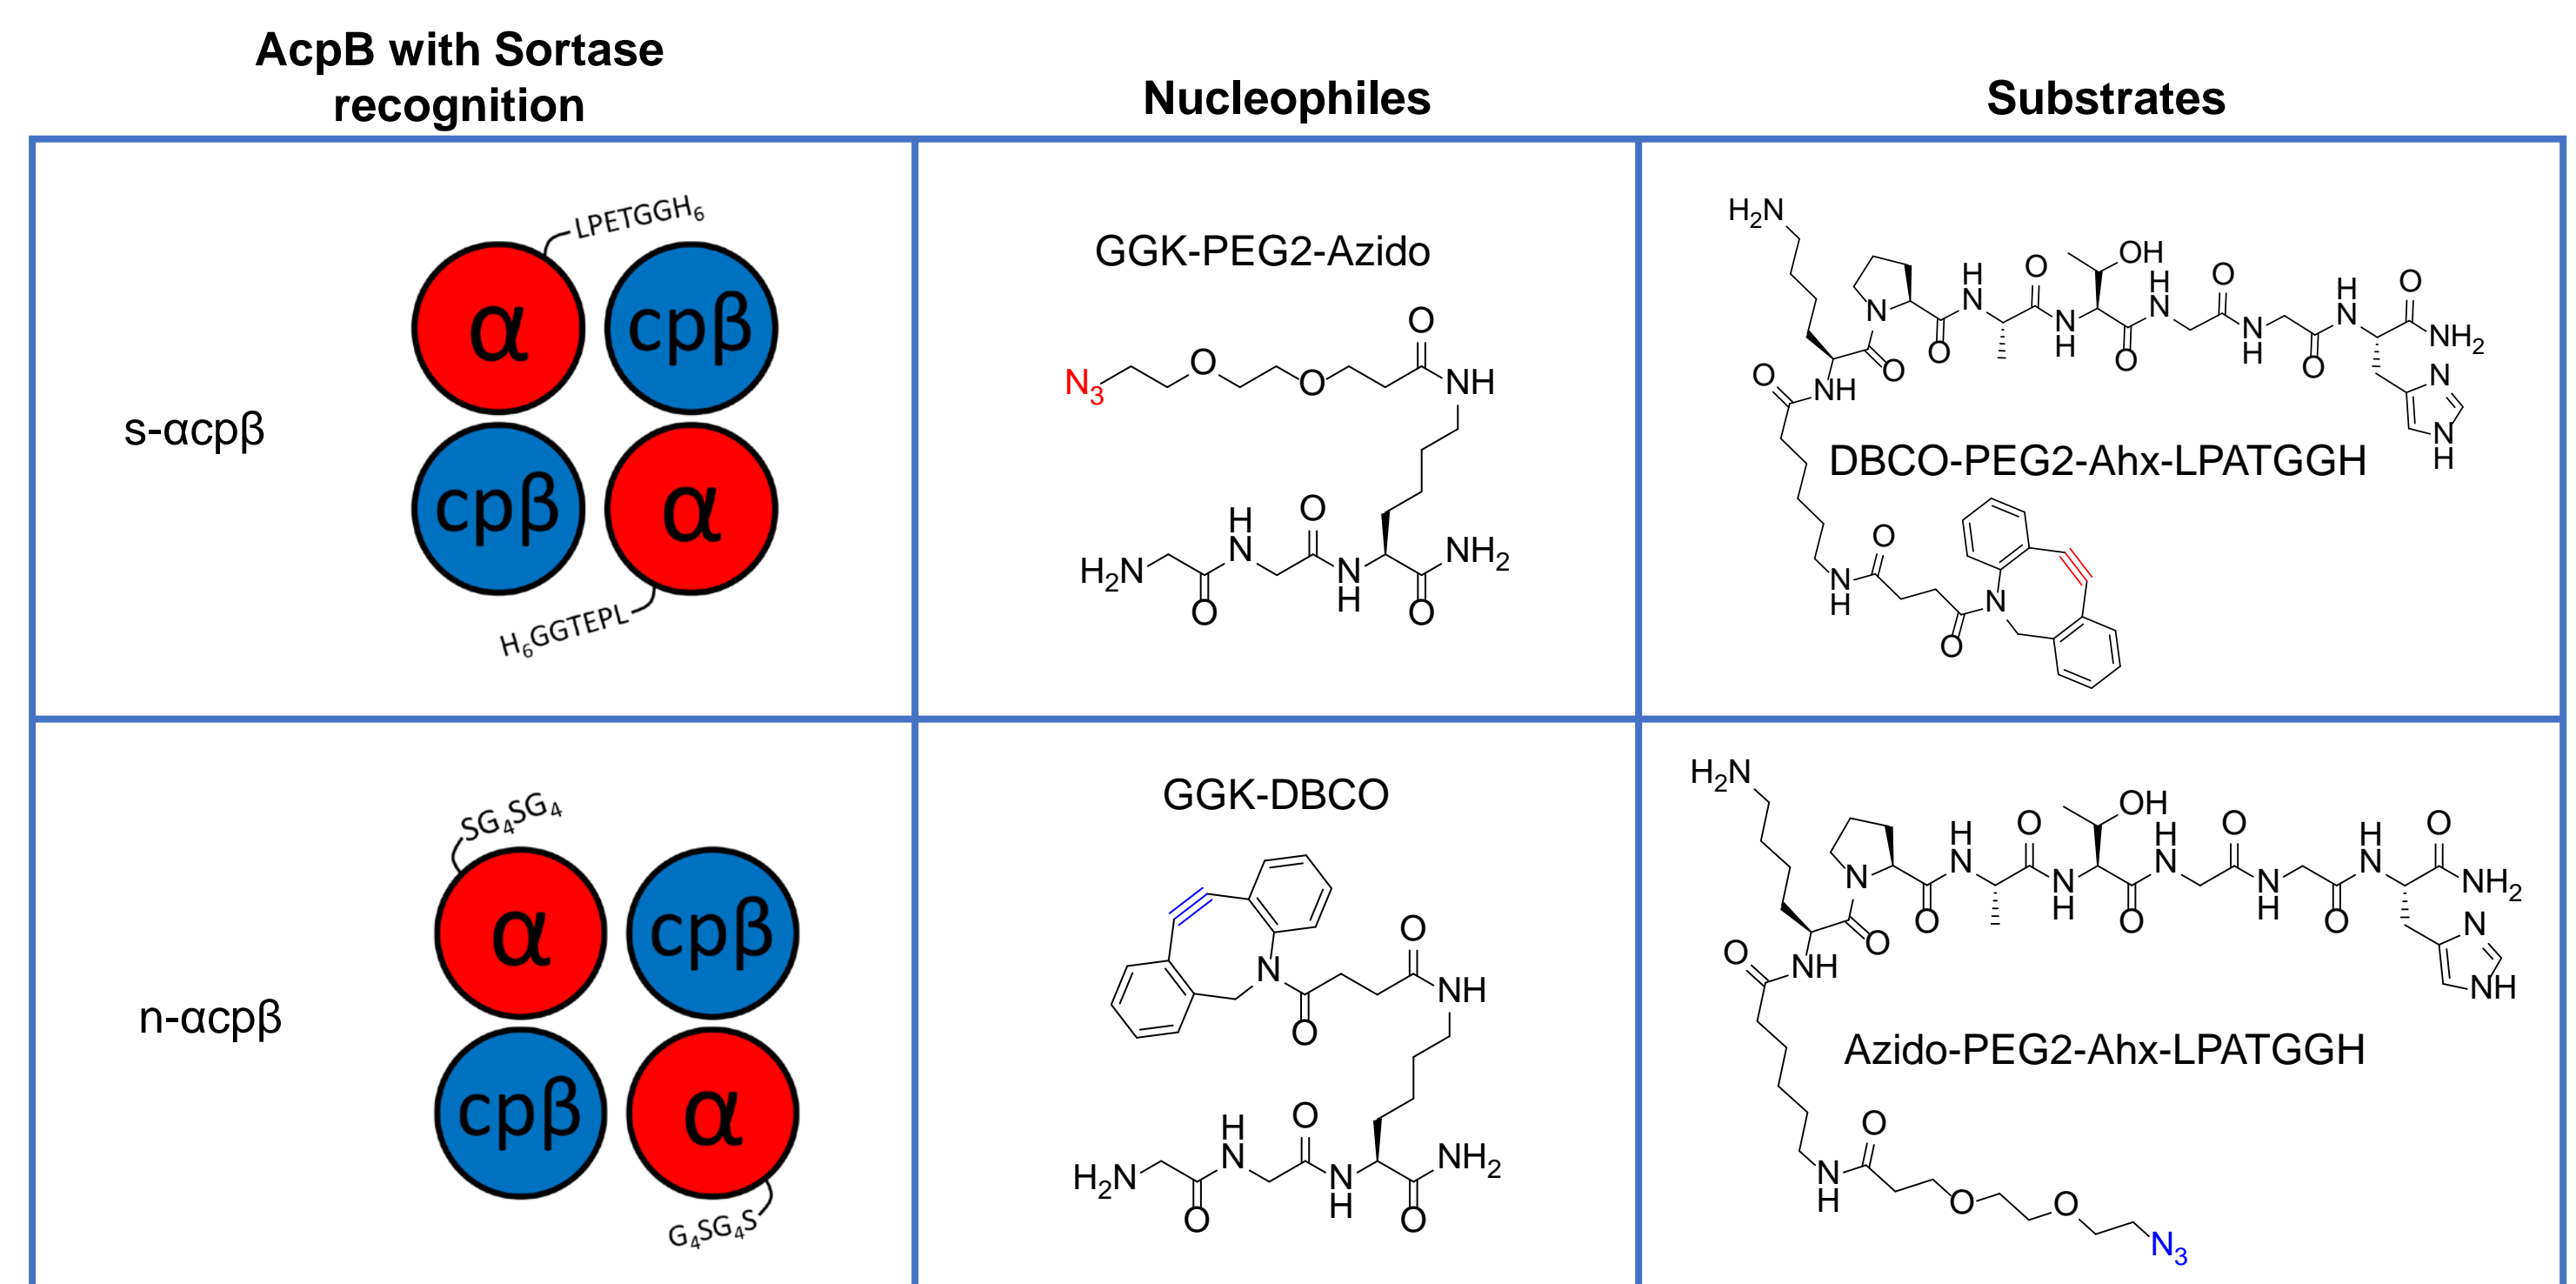 AcpB with Sortase
recognition
Nucleophiles
Substrates
s-αcpβ
LPETGGH6
α
cpβ
cpβ
α
H6GGTEPL
GGK-PEG2-Azido
O
N3
O
O
NH
H
N
O
H2N
O
N
H
NH2
O
H2N
OH
H
N
O
H
N
O
H
N
O
N
O
N
H
O
N
H
O
NH2
O
NH
O
N
N
H
DBCO-PEG2-Ahx-LPATGGH
O
N
H
N
O
n-αcpβ
SG4SG4
α
cpβ
cpβ
α
G4SG4S
GGK-DBCO
N
O
O
NH
H
N
O
H2N
O
N
H
NH2
O
H2N
OH
H
N
O
H
N
O
H
N
O
N
O
N
H
O
N
H
O
NH2
O
NH
O
N
NH
Azido-PEG2-Ahx-LPATGGH
O
N
H
O
O
N3